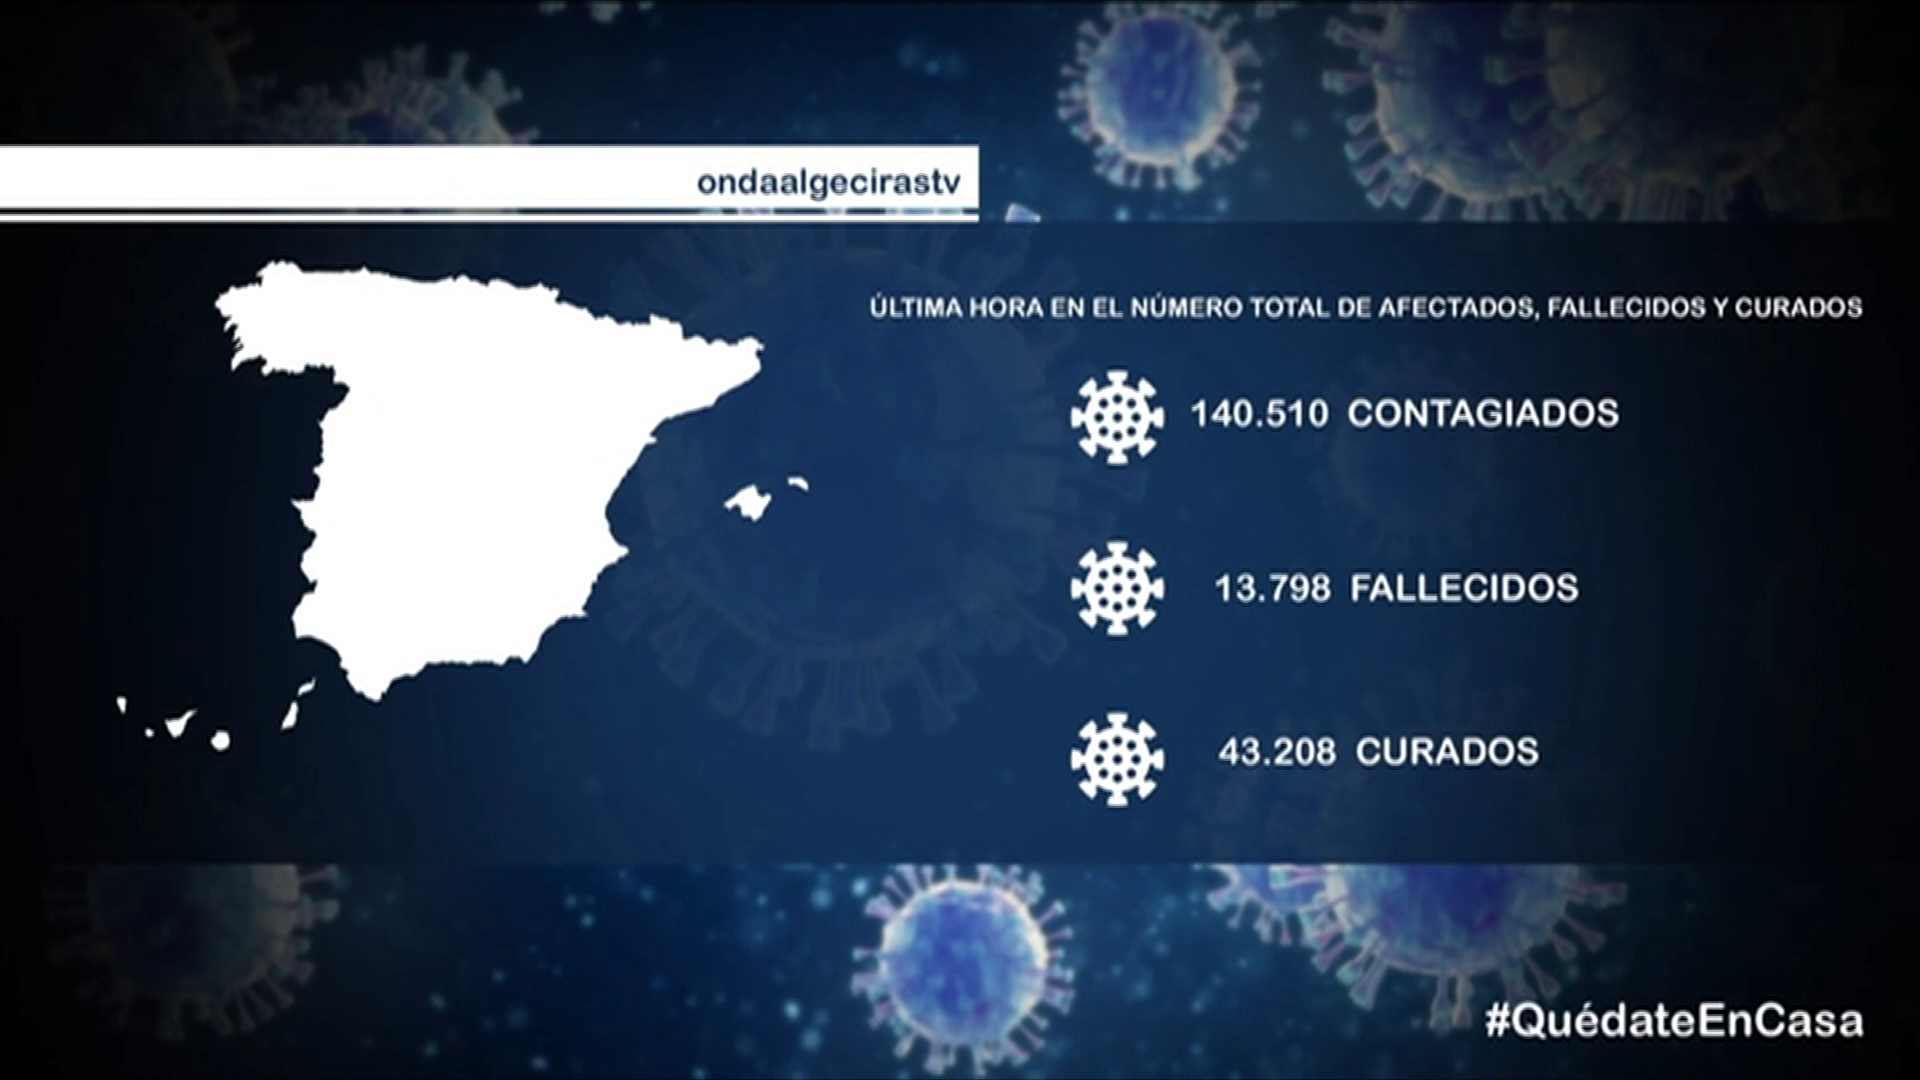 ondaalgecirastv
ÚLTIMA HORA EN EL NÚMERO TOTAL DE AFECTADOS, FALLECIDOS Y CURADOS
140.510 CONTAGIADOS
13.798 FALLECIDOS
43.208 CURADOS
#QuédateEnCasa